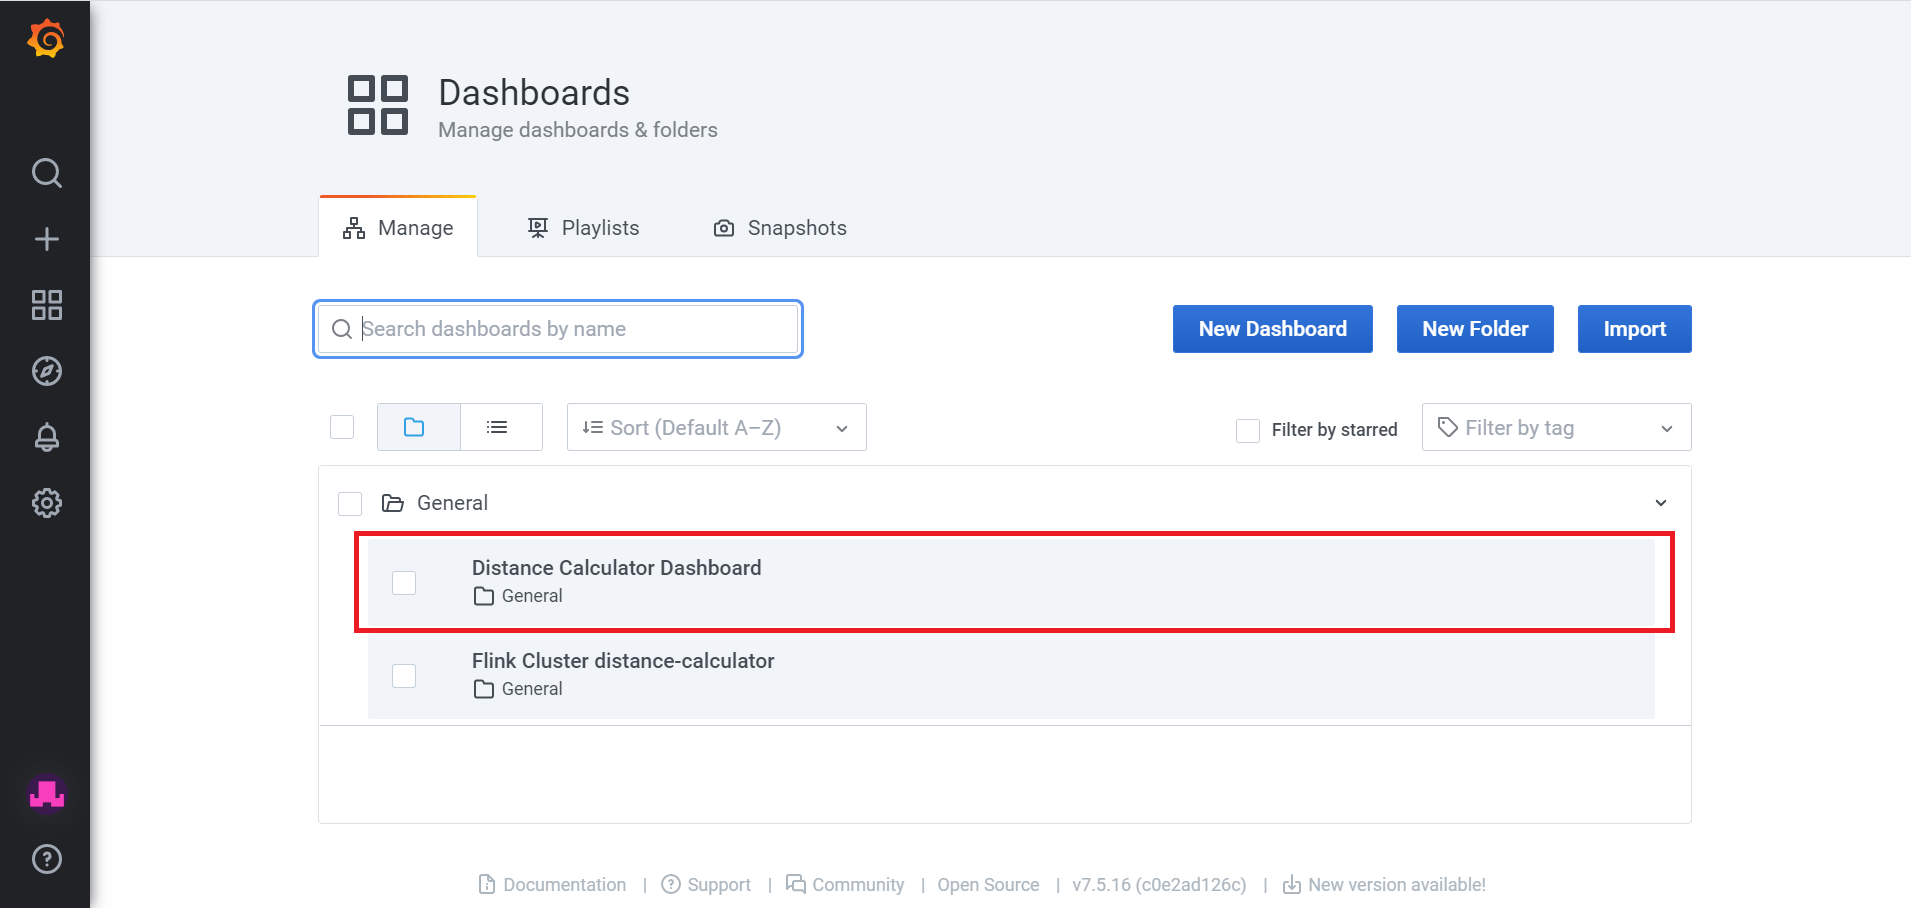 Dashboards
Manage dashboards & folders
Manage
Playlists
Snapshots
Search dashboards by name
New Dashboard
New Folder
Import
Sort (Default A–Z)
Filter by starred
Filter by tag
General
Distance Calculator Dashboard
General
Flink Cluster distance-calculator
General
Documentation | Support | Community | Open Source | v7.5.16 (c0e2ad126c) | New version available!